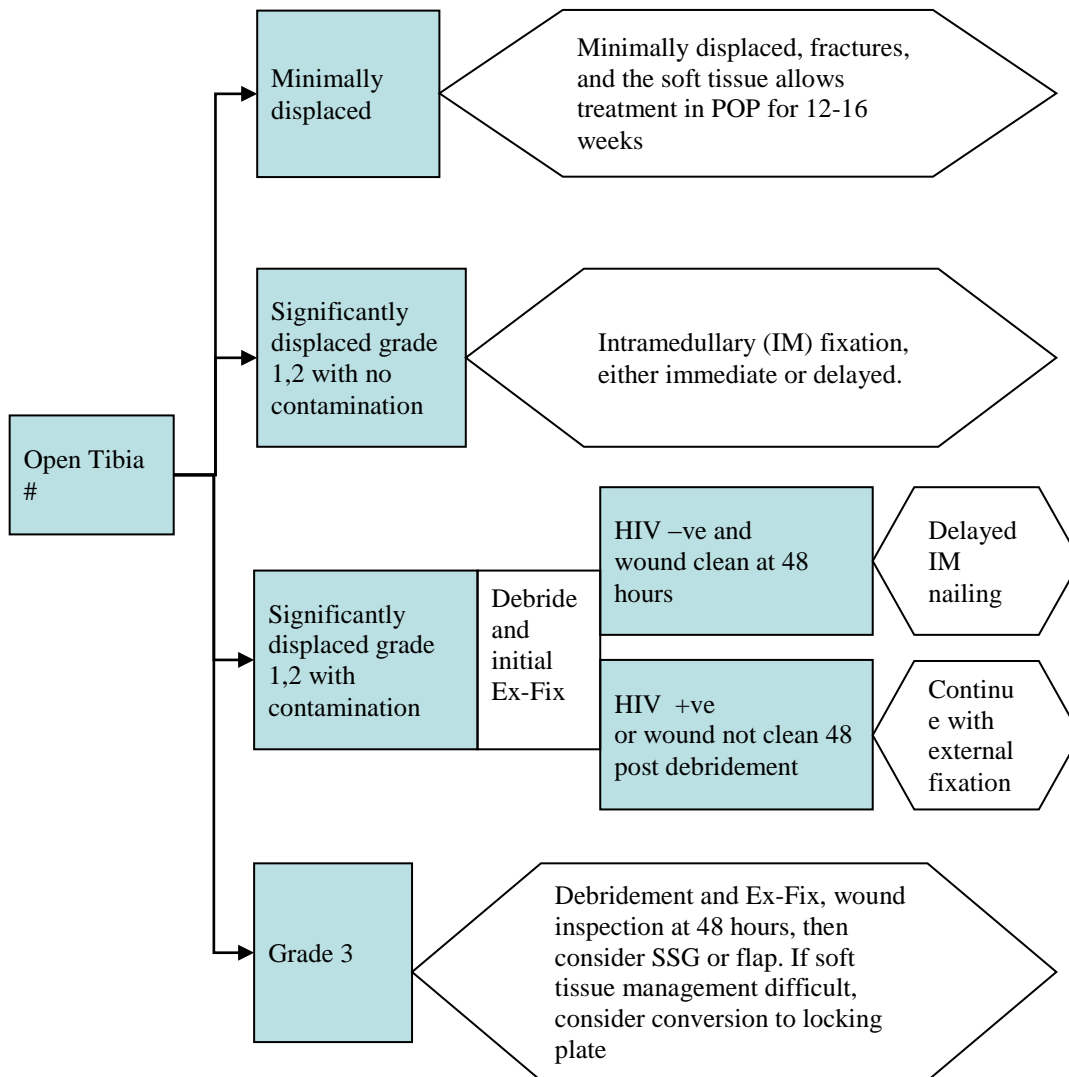 Minimally
displaced
Minimally displaced, fractures,
and the soft tissue allows
treatment in POP for 12-16
weeks
Significantly
displaced grade
1,2 with no
contamination
Intramedullary (IM) fixation,
either immediate or delayed.
Open Tibia
#
Significantly
displaced grade
1,2 with
contamination
Debride
and
initial
Ex-Fix
HIV –ve and
wound clean at 48
hours
Delayed
IM
nailing
HIV  +ve
or wound not clean 48
post debridement
Continu
e with
external
fixation
Grade 3
Debridement and Ex-Fix, wound
inspection at 48 hours, then
consider SSG or flap. If soft
tissue management difficult,
consider conversion to locking
plate